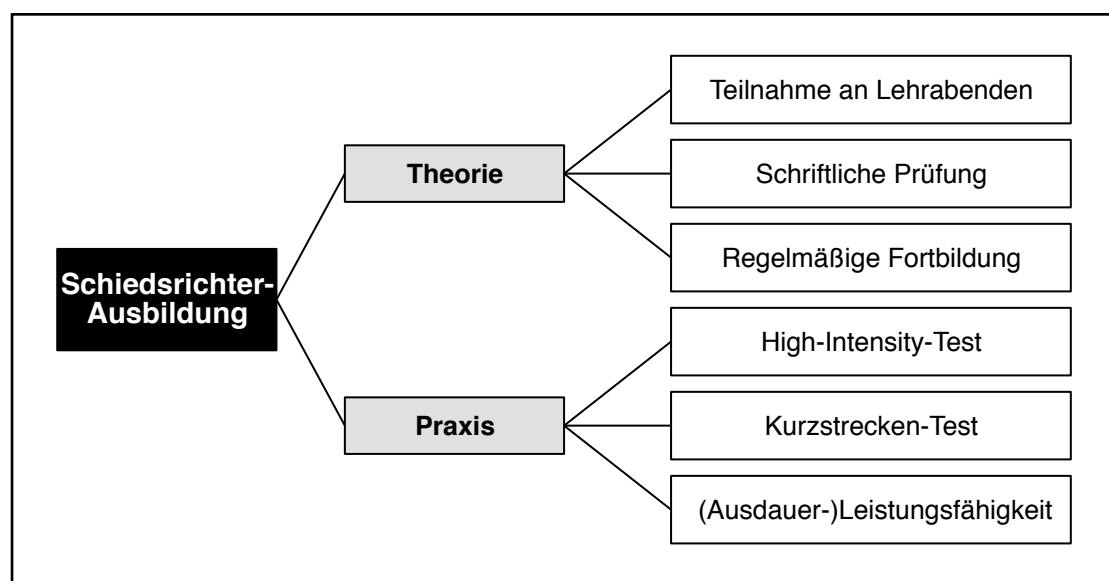 Schiedsrichter-
Ausbildung
Theorie
Teilnahme an Lehrabenden
Schriftliche Prüfung
Regelmäßige Fortbildung
Praxis
High-Intensity-Test
Kurzstrecken-Test
(Ausdauer-)Leistungsfähigkeit